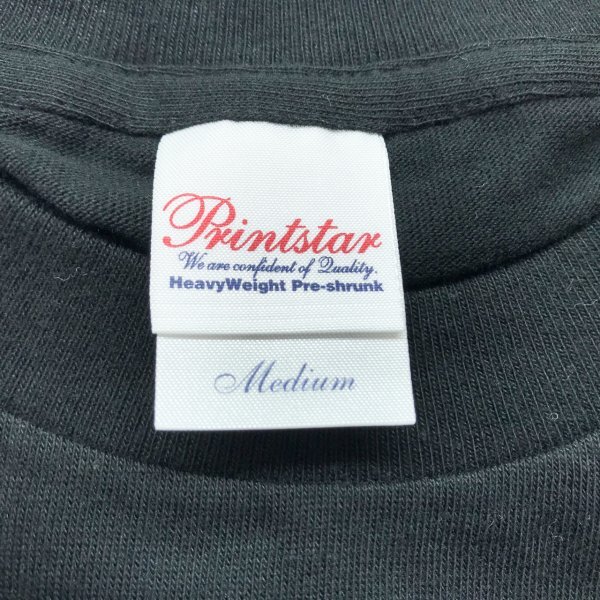 Printstar
We are confident of Quality.
HeavyWeight Pre-shrunk
Medium